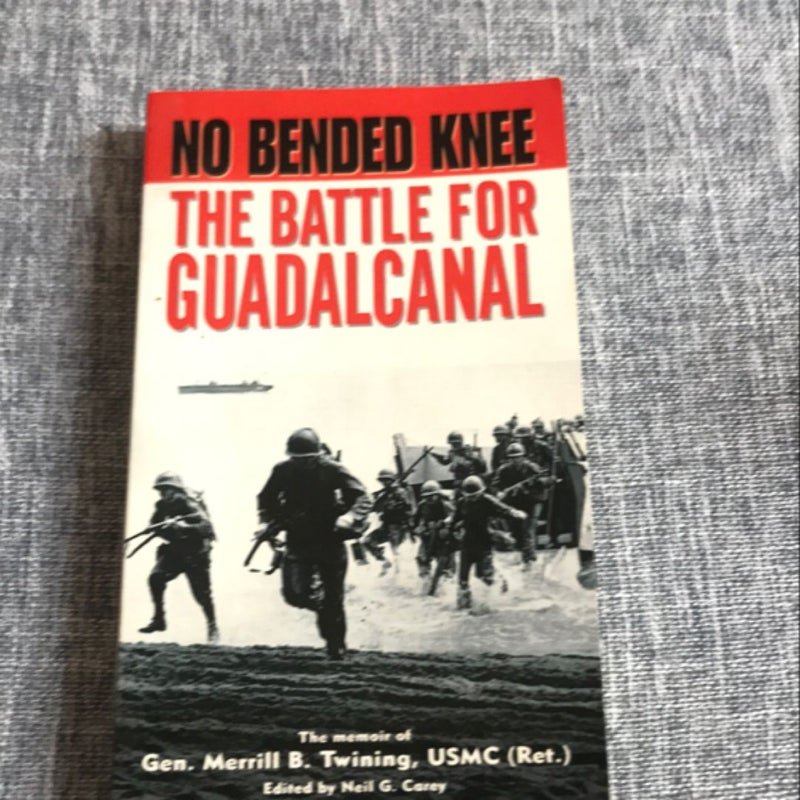 NO BENDED KNEE
THE BATTLE FOR
GUADALCANAL
The memoir of
Gen. Merrill B. Twining, USMC (Ret.)
Edited by Neil G. Carey